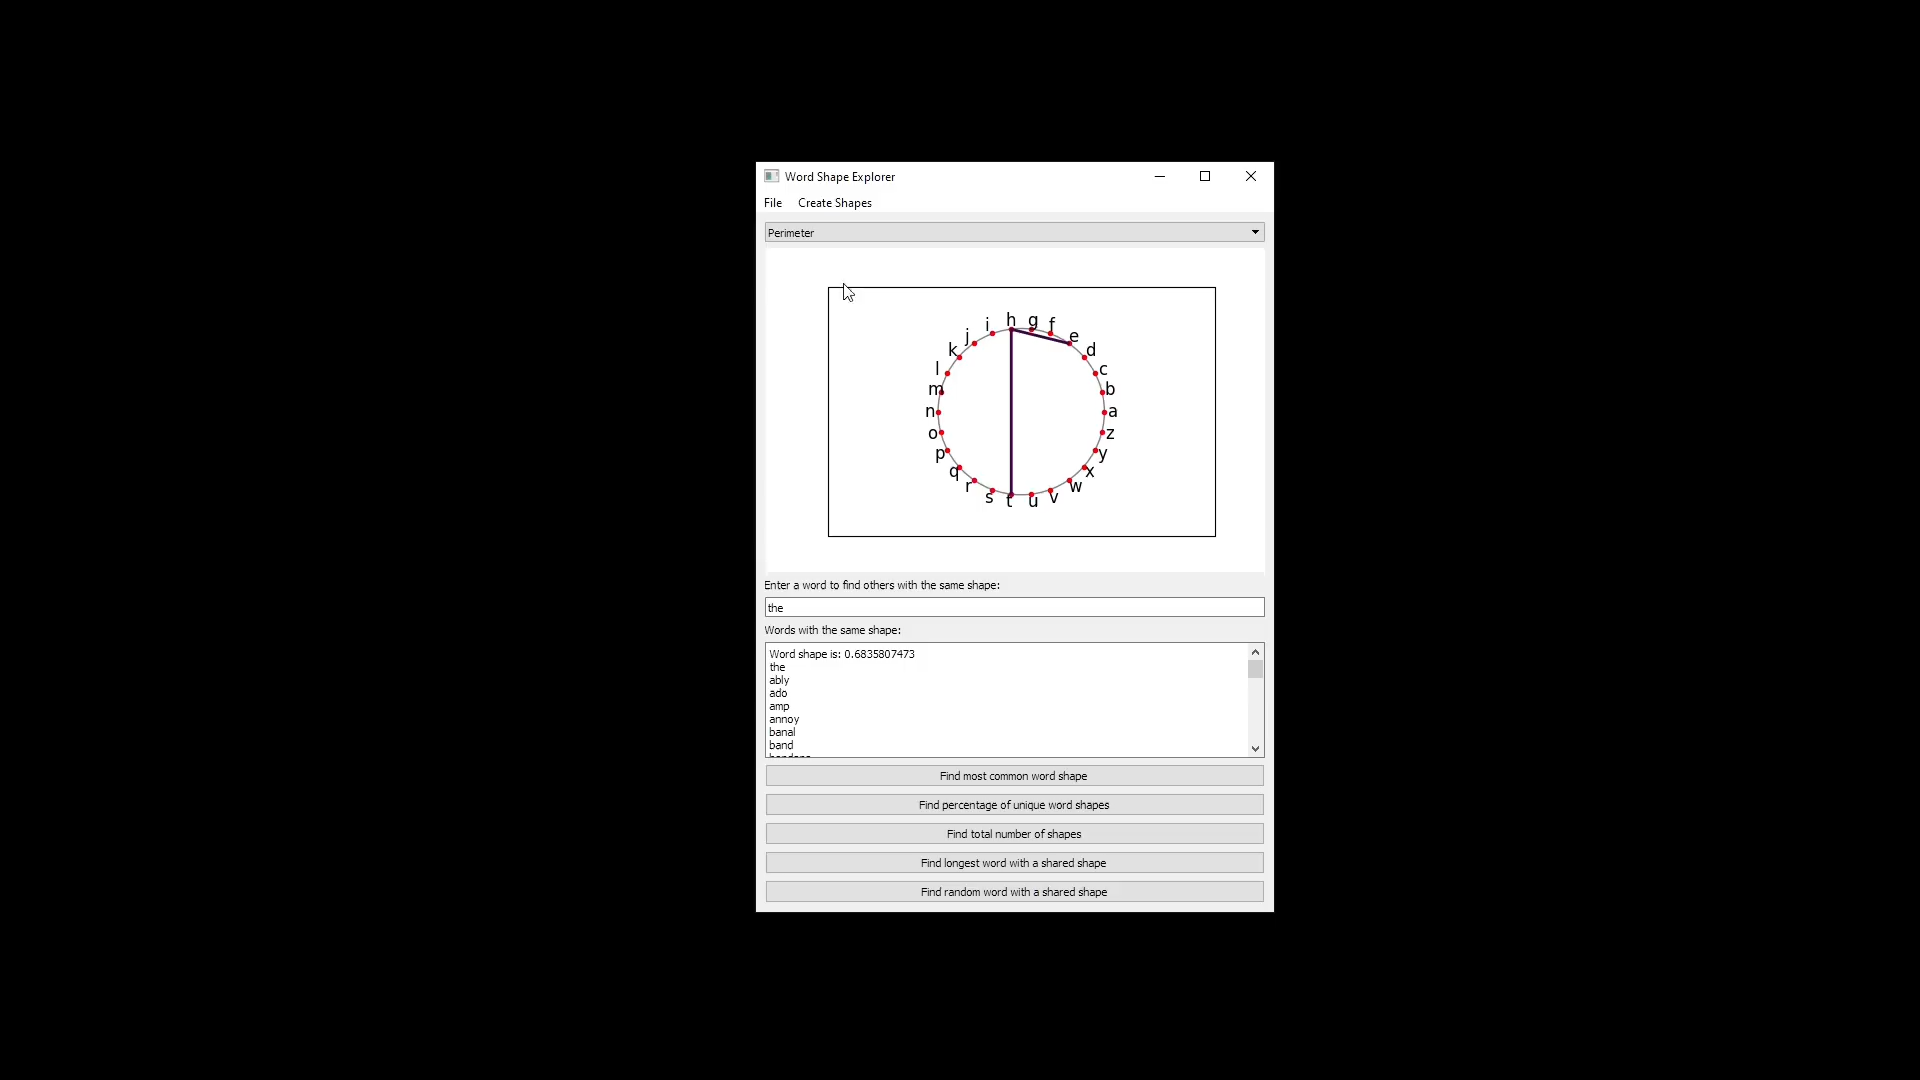 Word Shape Explorer
File Create Shapes
Perimeter
h
g
f
e
d
c
b
a
z
y
x
w
v
u
t
s
r
q
p
o
n
m
l
k
j
i
Enter a word to find others with the same shape:
the
Words with the same shape:
Word shape is: 0.6835807473
the
ably
ado
amp
annoy
banal
band
Find most common word shape
Find percentage of unique word shapes
Find total number of shapes
Find longest word with a shared shape
Find random word with a shared shape